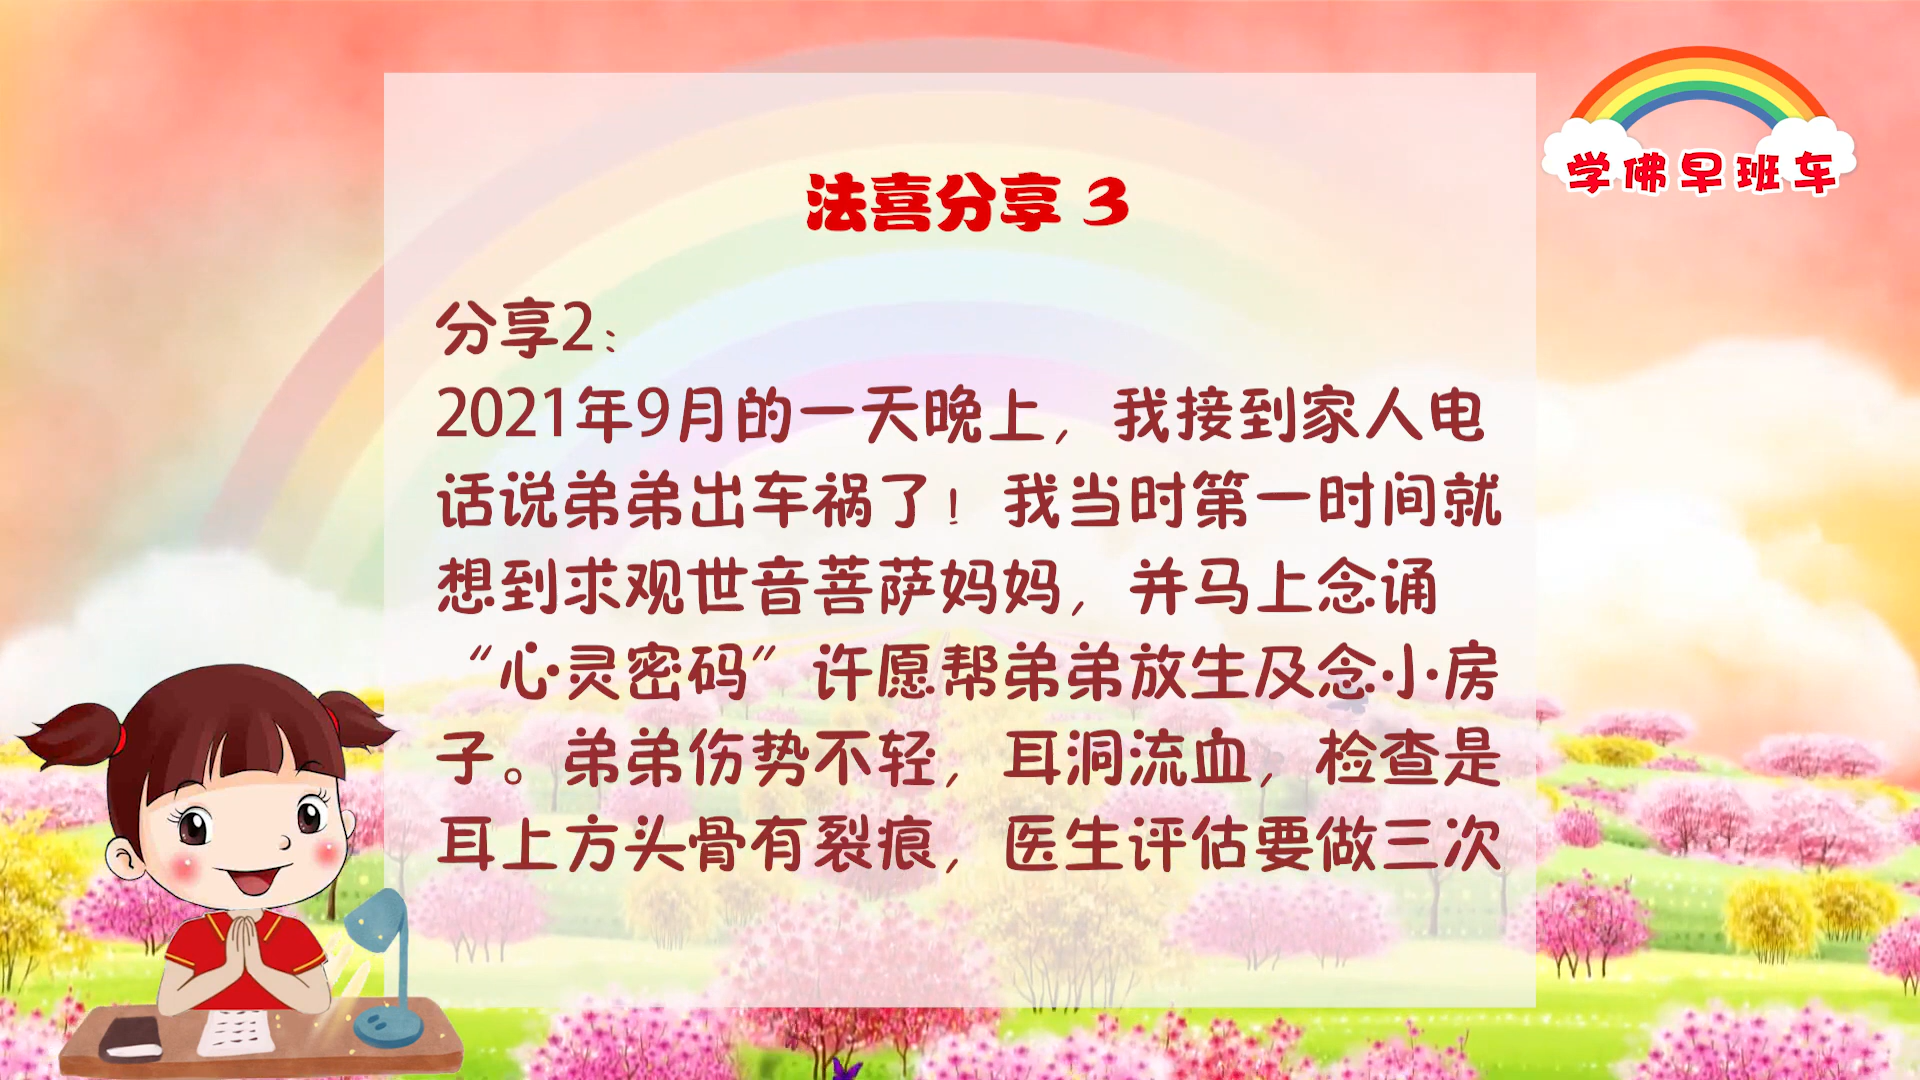 学佛早班车
法喜分享 3
分享2：
2021年9月的一天晚上，我接到家人电
话说弟弟出车祸了！我当时第一时间就
想到求观世音菩萨妈妈，并马上念诵
“心灵密码”许愿帮弟弟放生及念小房
子。弟弟伤势不轻，耳洞流血，检查是
耳上方头骨有裂痕，医生评估要做三次